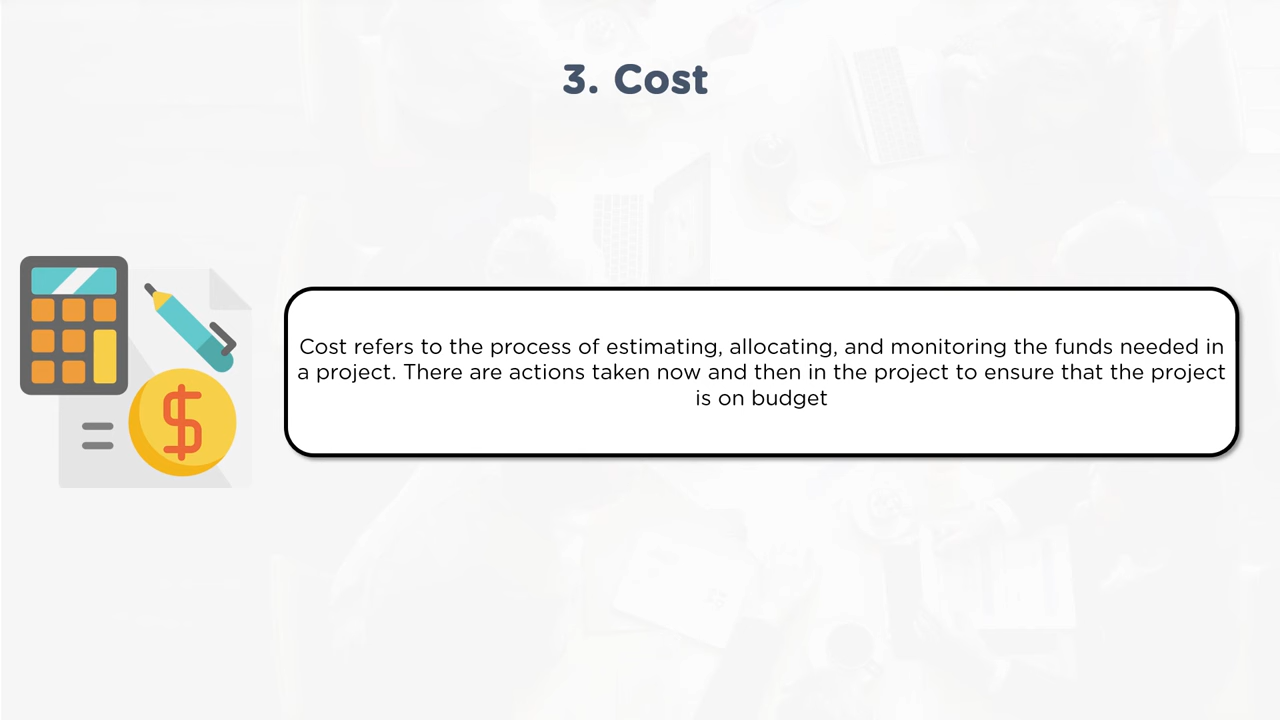 3. Cost
Cost refers to the process of estimating, allocating, and monitoring the funds needed in
a project. There are actions taken now and then in the project to ensure that the project
is on budget